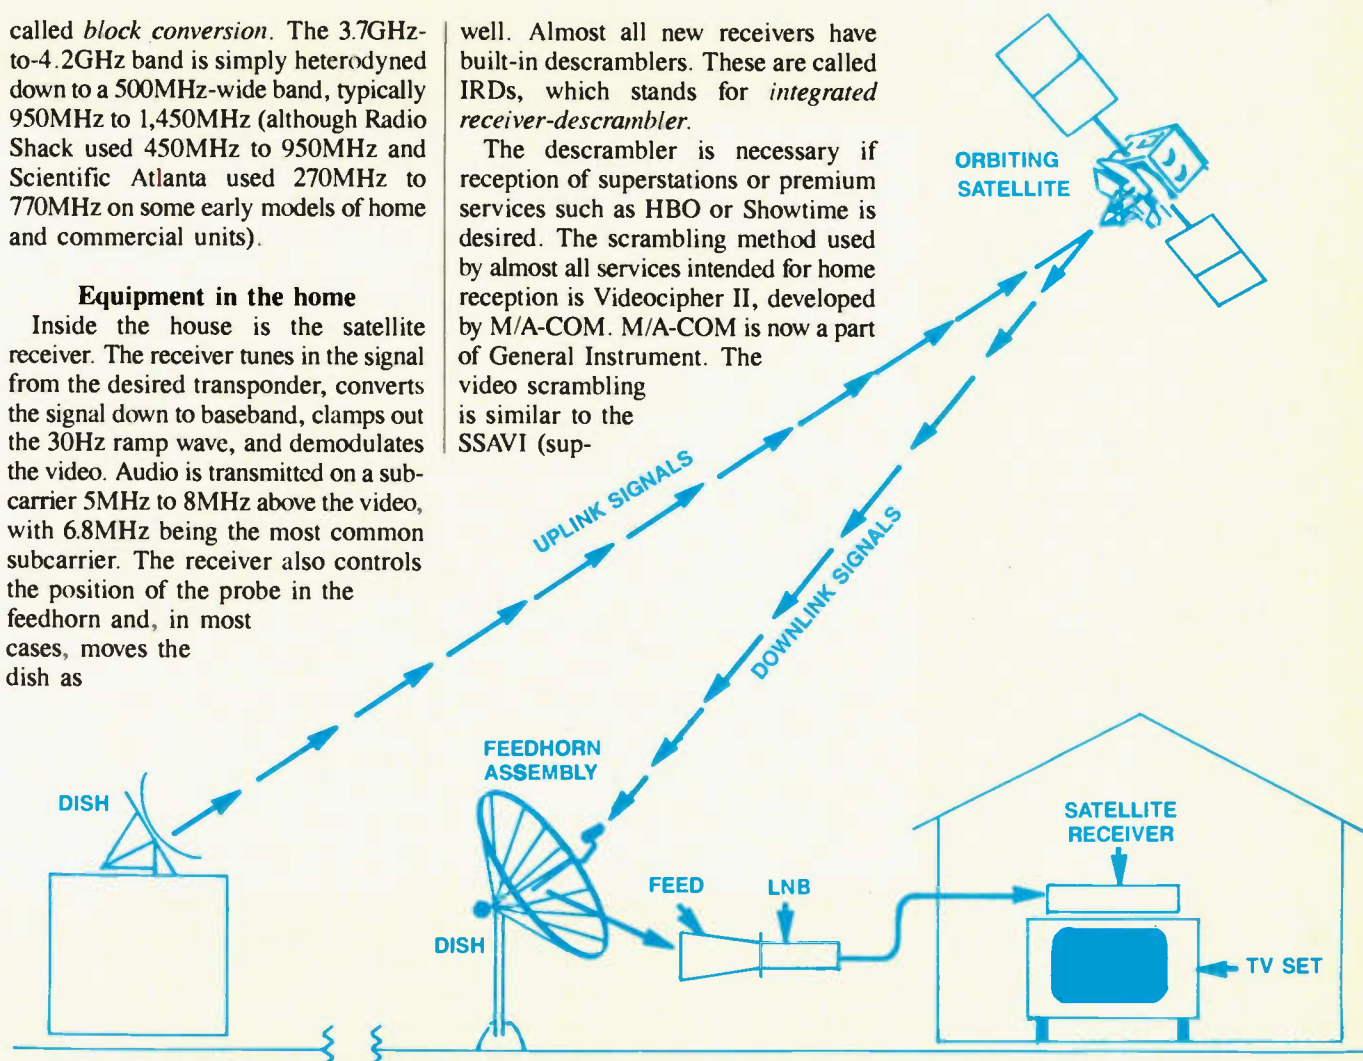 called block conversion. The 3.7GHz-
to-4.2GHz band is simply heterodyned
down to a 500MHz-wide band, typically
950MHz to 1,450MHz (although Radio
Shack used 450MHz to 950MHz and
Scientific Atlanta used 270MHz to
770MHz on some early models of home
and commercial units).
Equipment in the home
Inside the house is the satellite
receiver. The receiver tunes in the signal
from the desired transponder, converts
the signal down to baseband, clamps out
the 30Hz ramp wave, and demodulates
the video. Audio is transmitted on a sub-
carrier 5MHz to 8MHz above the video,
with 6.8MHz being the most common
subcarrier. The receiver also controls
the position of the probe in the
feedhorn and, in most
cases, moves the
dish as
well. Almost all new receivers have
built-in descramblers. These are called
IRDs, which stands for integrated
receiver-descrambler.
The descrambler is necessary if
reception of superstations or premium
services such as HBO or Showtime is
desired. The scrambling method used
by almost all services intended for home
reception is Videocipher II, developed
by M/A-COM. M/A-COM is now a part
of General Instrument. The
video scrambling
is similar to the
SSAVI (sup-
ORBITING
SATELLITE
UPLINK SIGNALS
DOWNLINK SIGNALS
DISH
FEEDHORN
ASSEMBLY
DISH
FEED
LNB
SATELLITE
RECEIVER
TV SET